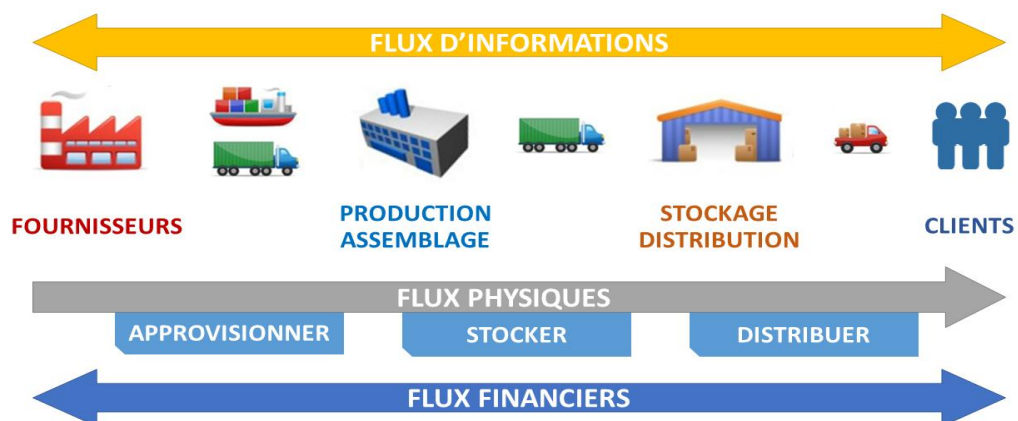 FLUX D’INFORMATIONS
FOURNISSEURS
PRODUCTION
ASSEMBLAGE
STOCKAGE
DISTRIBUTION
CLIENTS
FLUX PHYSIQUES
APPROVISIONNER
STOCKER
DISTRIBUER
FLUX FINANCIERS